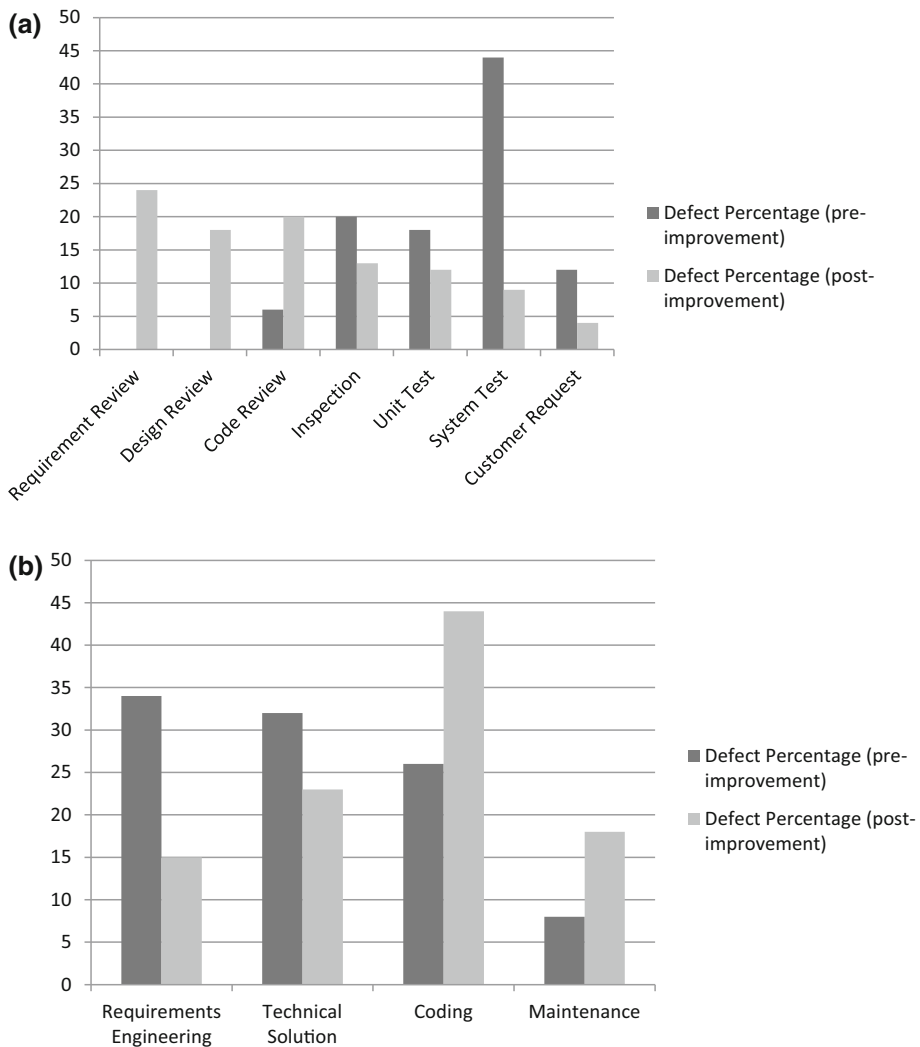 (a)
50
45
40
35
30
25
20
15
10
5
0
Requirement Review
Design Review
Code Review
Inspection
Unit Test
System Test
Customer Request
Defect Percentage (pre-
improvement)
Defect Percentage (post-
improvement)
(b)
50
45
40
35
30
25
20
15
10
5
0
Requirements
Engineering
Technical
Solution
Coding
Maintenance
Defect Percentage (pre-
improvement)
Defect Percentage (post-
improvement)